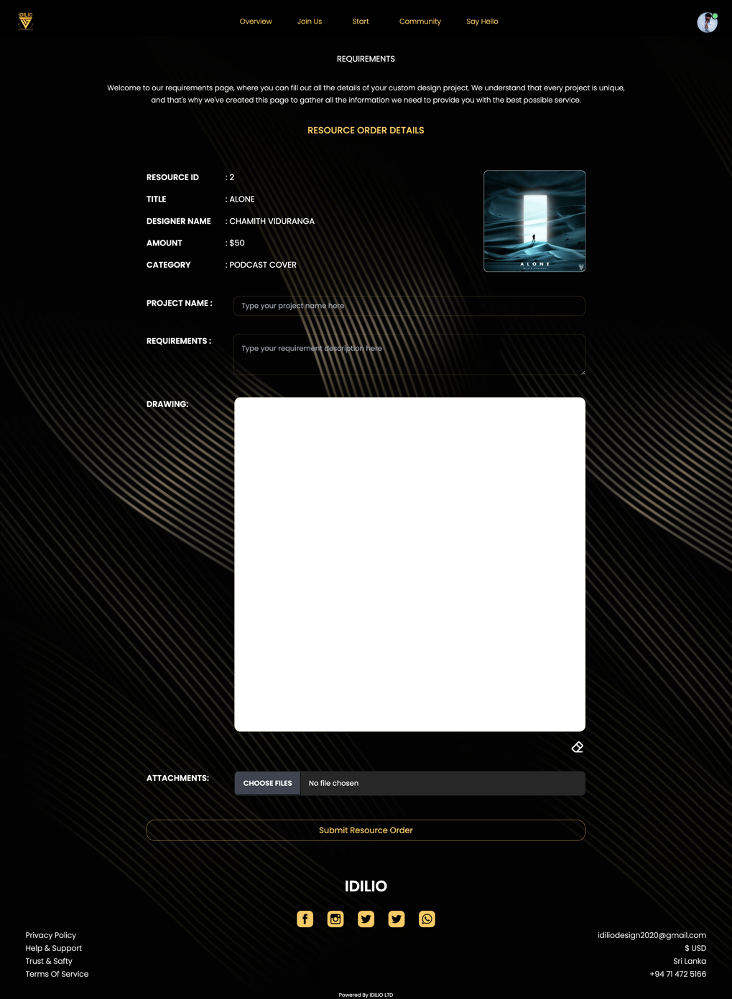 IDILIO
Overview
Join Us
Start
Community
Say Hello
REQUIREMENTS
Welcome to our requirements page, where you can fill out all the details of your custom design project. We understand that every project is unique,
and that's why we've created this page to gather all the information we need to provide you with the best possible service.
RESOURCE ORDER DETAILS
RESOURCE ID : 2
TITLE : ALONE
DESIGNER NAME : CHAMITH VIDURANGA
AMOUNT : $50
CATEGORY : PODCAST COVER
ALONE
PROJECT NAME :
Type your project name here
REQUIREMENTS :
Type your requirement description here
DRAWING:
ATTACHMENTS:
CHOOSE FILES
No file chosen
Submit Resource Order
IDILIO
Privacy Policy
Help & Support
Trust & Safty
Terms Of Service
idiliodesign2020@gmail.com
$ USD
Sri Lanka
+94 71 472 5166
Powered By IDILIO LTD